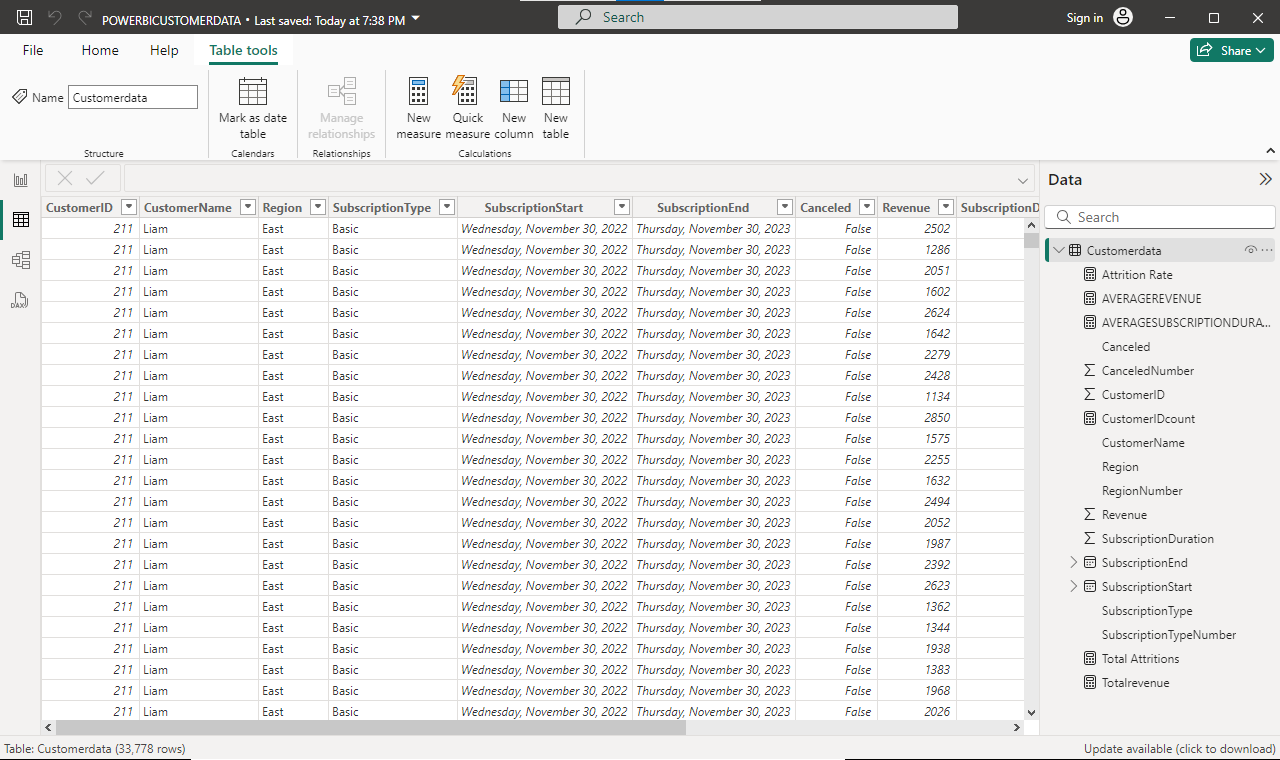 POWERBICUSTOMERDATA • Last saved: Today at 7:38 PM
Search
Sign in
File Home Help Table tools
Share
Name Customerdata
Mark as date table
Manage relationships
New measure
Quick measure
New column
New table
Structure Calendars Relationships Calculations
Data
Search
CustomerID CustomerName Region SubscriptionType SubscriptionStart SubscriptionEnd Canceled Revenue SubscriptionD
211 Liam East Basic Wednesday, November 30, 2022 Thursday, November 30, 2023 False 2502
211 Liam East Basic Wednesday, November 30, 2022 Thursday, November 30, 2023 False 1286
211 Liam East Basic Wednesday, November 30, 2022 Thursday, November 30, 2023 False 2051
211 Liam East Basic Wednesday, November 30, 2022 Thursday, November 30, 2023 False 1602
211 Liam East Basic Wednesday, November 30, 2022 Thursday, November 30, 2023 False 2624
211 Liam East Basic Wednesday, November 30, 2022 Thursday, November 30, 2023 False 1642
211 Liam East Basic Wednesday, November 30, 2022 Thursday, November 30, 2023 False 2279
211 Liam East Basic Wednesday, November 30, 2022 Thursday, November 30, 2023 False 2428
211 Liam East Basic Wednesday, November 30, 2022 Thursday, November 30, 2023 False 1134
211 Liam East Basic Wednesday, November 30, 2022 Thursday, November 30, 2023 False 2850
211 Liam East Basic Wednesday, November 30, 2022 Thursday, November 30, 2023 False 1575
211 Liam East Basic Wednesday, November 30, 2022 Thursday, November 30, 2023 False 2255
211 Liam East Basic Wednesday, November 30, 2022 Thursday, November 30, 2023 False 1632
211 Liam East Basic Wednesday, November 30, 2022 Thursday, November 30, 2023 False 2494
211 Liam East Basic Wednesday, November 30, 2022 Thursday, November 30, 2023 False 2052
211 Liam East Basic Wednesday, November 30, 2022 Thursday, November 30, 2023 False 1987
211 Liam East Basic Wednesday, November 30, 2022 Thursday, November 30, 2023 False 2392
211 Liam East Basic Wednesday, November 30, 2022 Thursday, November 30, 2023 False 2623
211 Liam East Basic Wednesday, November 30, 2022 Thursday, November 30, 2023 False 1362
211 Liam East Basic Wednesday, November 30, 2022 Thursday, November 30, 2023 False 1344
211 Liam East Basic Wednesday, November 30, 2022 Thursday, November 30, 2023 False 1938
211 Liam East Basic Wednesday, November 30, 2022 Thursday, November 30, 2023 False 1383
211 Liam East Basic Wednesday, November 30, 2022 Thursday, November 30, 2023 False 1968
211 Liam East Basic Wednesday, November 30, 2022 Thursday, November 30, 2023 False 2026
Customerdata
Attrition Rate
AVERAGEREVENUE
AVERAGESUBSCRIPTIONDURA...
Canceled
CanceledNumber
CustomerID
CustomerIDcount
CustomerName
Region
RegionNumber
Revenue
SubscriptionDuration
SubscriptionEnd
SubscriptionStart
SubscriptionType
SubscriptionTypeNumber
Total Attritions
Totalrevenue
DAX
Table: Customerdata (33,778 rows)
Update available (click to download)